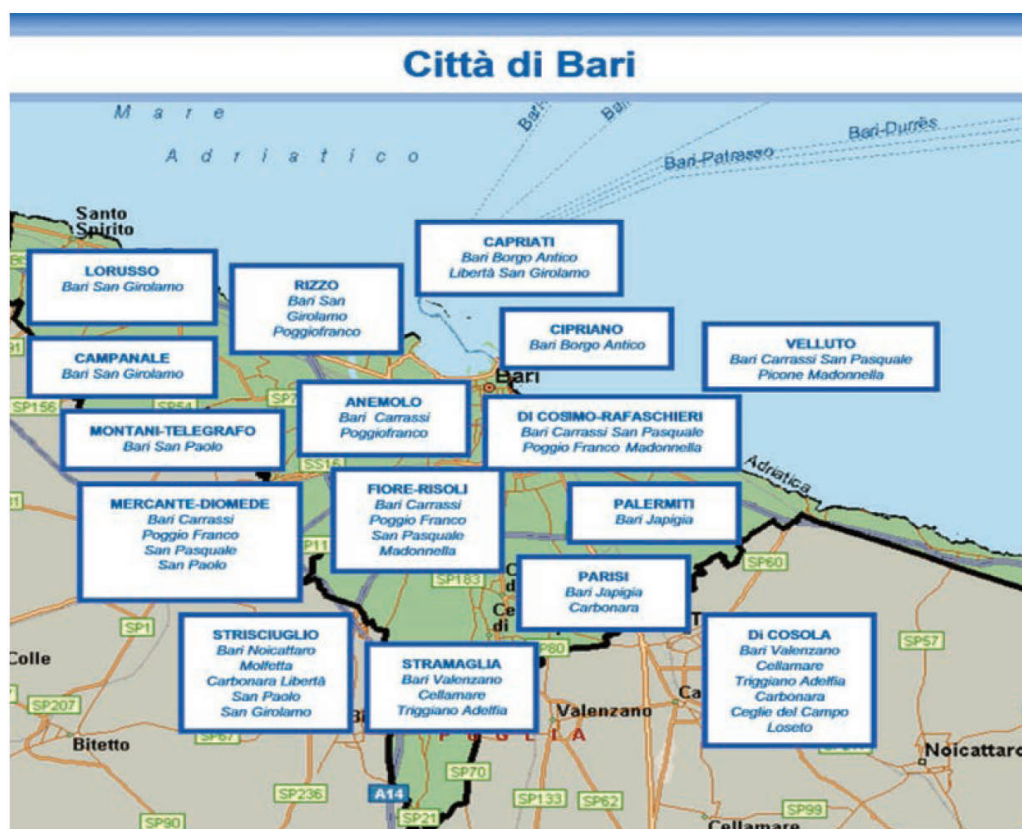 Città di Bari
Mare
Adriatico
Bari-Durrës
Bari-Patrasso
Santo
Spirito
LORUSSO
Bari San Girolamo
RIZZO
Bari San
Girolamo
Poggiofranco
CAPRIATI
Bari Borgo Antico
Libertà San Girolamo
CIPRIANO
Bari Borgo Antico
VELLUTO
Bari Carrassi San Pasquale
Picone Madonnella
CAMPANALE
Bari San Girolamo
Bari
SP156
SP54
ANEMOLO
Bari Carrassi
Poggiofranco
DI COSIMO-RAFASCHIERI
Bari Carrassi San Pasquale
Poggio Franco Madonnella
MONTANI-TELEGRAFO
Bari San Paolo
SS16
Adriatica
MERCANTE-DIOMEDE
Bari Carrassi
Poggio Franco
San Pasquale
San Paolo
FIORE-RISOLI
Bari Carrassi
Poggio Franco
San Pasquale
Madonnella
PALERMITI
Bari Japigia
SP11
SP60
SP183
PARISI
Bari Japigia
Carbonara
SP1
SP57
STRISCIUGLIO
Bari Noicattaro
Molfetta
Carbonara Libertà
San Paolo
San Girolamo
STRAMAGLIA
Bari Valenzano
Cellamare
Triggiano Adelfia
SP80
Di COSOLA
Bari Valenzano
Cellamare
Triggiano Adelfia
Carbonara
Ceglie del Campo
Loseto
Colle
SP207
Bitetto
SP67
Valenzano
Noicattaro
SP70
A14
SP236
SP133
SP62
SP99
SP90
SP21
Cellamare